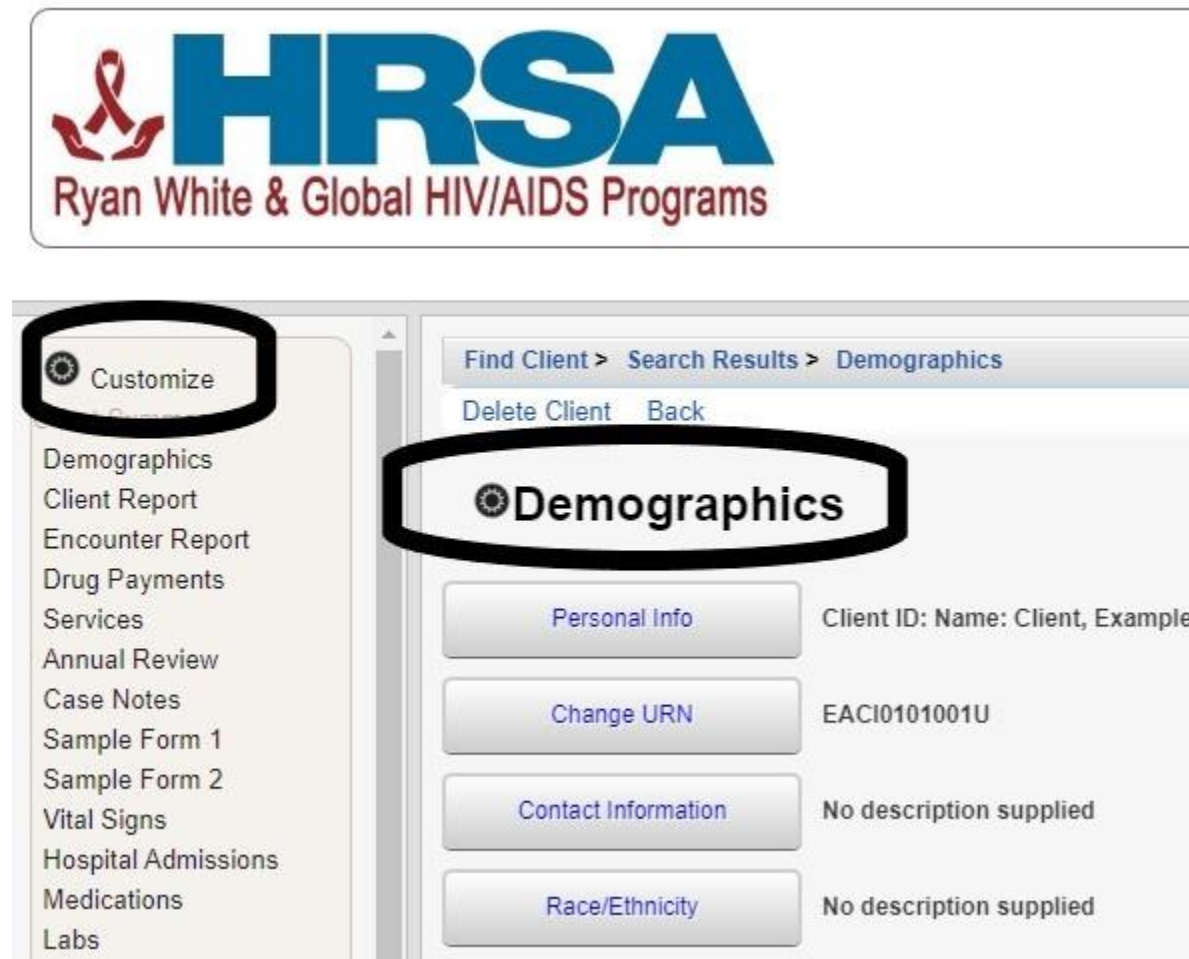 HRSA
Ryan White & Global HIV/AIDS Programs
Customize
Demographics
Client Report
Encounter Report
Drug Payments
Services
Annual Review
Case Notes
Sample Form 1
Sample Form 2
Vital Signs
Hospital Admissions
Medications
Labs
Find Client > Search Results > Demographics
Delete Client Back
Demographics
Personal Info Client ID: Name: Client, Example
Change URN EACI0101001U
Contact Information No description supplied
Race/Ethnicity No description supplied